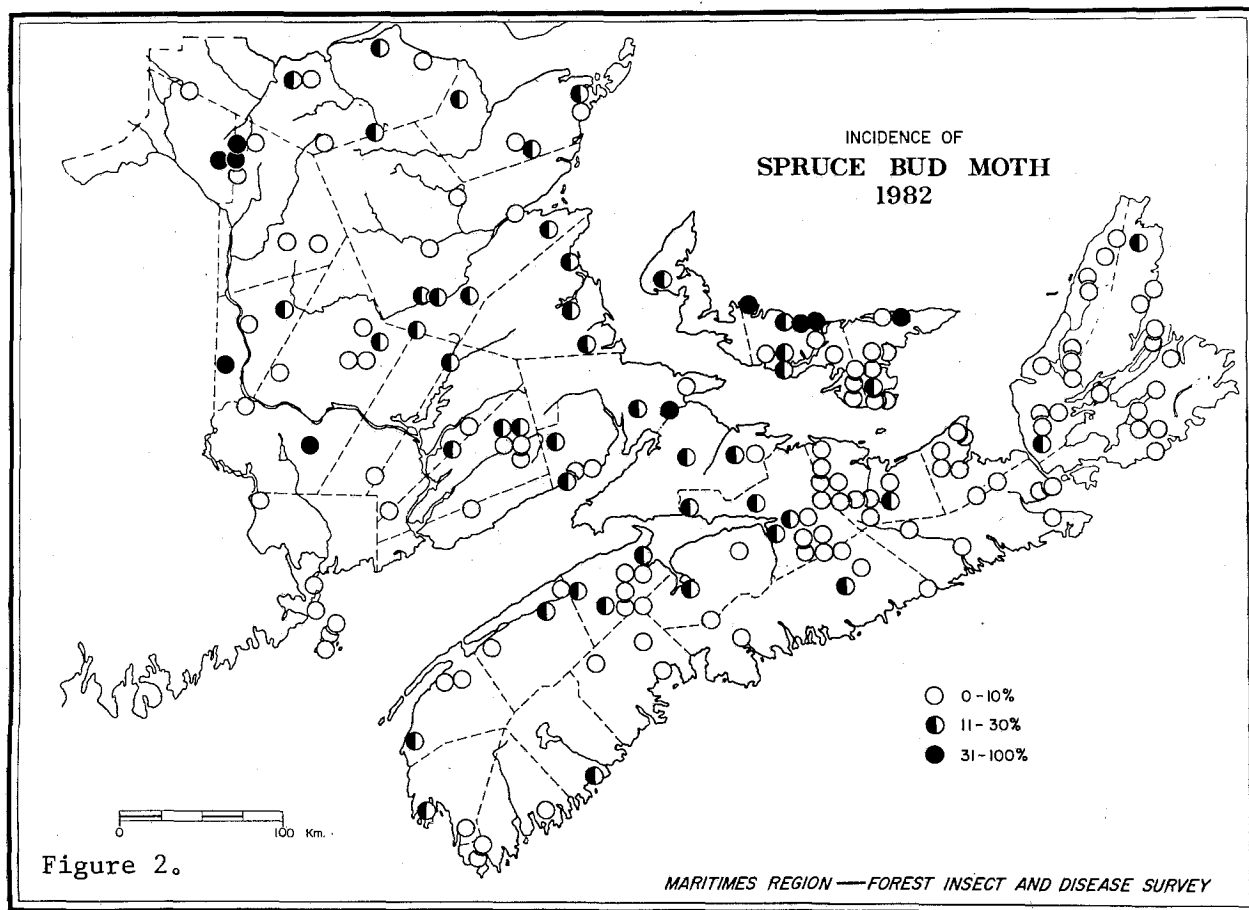 INCIDENCE OF
SPRUCE BUD MOTH
1982
0-10%
11-30%
31-100%
0 100 Km.
Figure 2.
MARITIMES REGION — FOREST INSECT AND DISEASE SURVEY